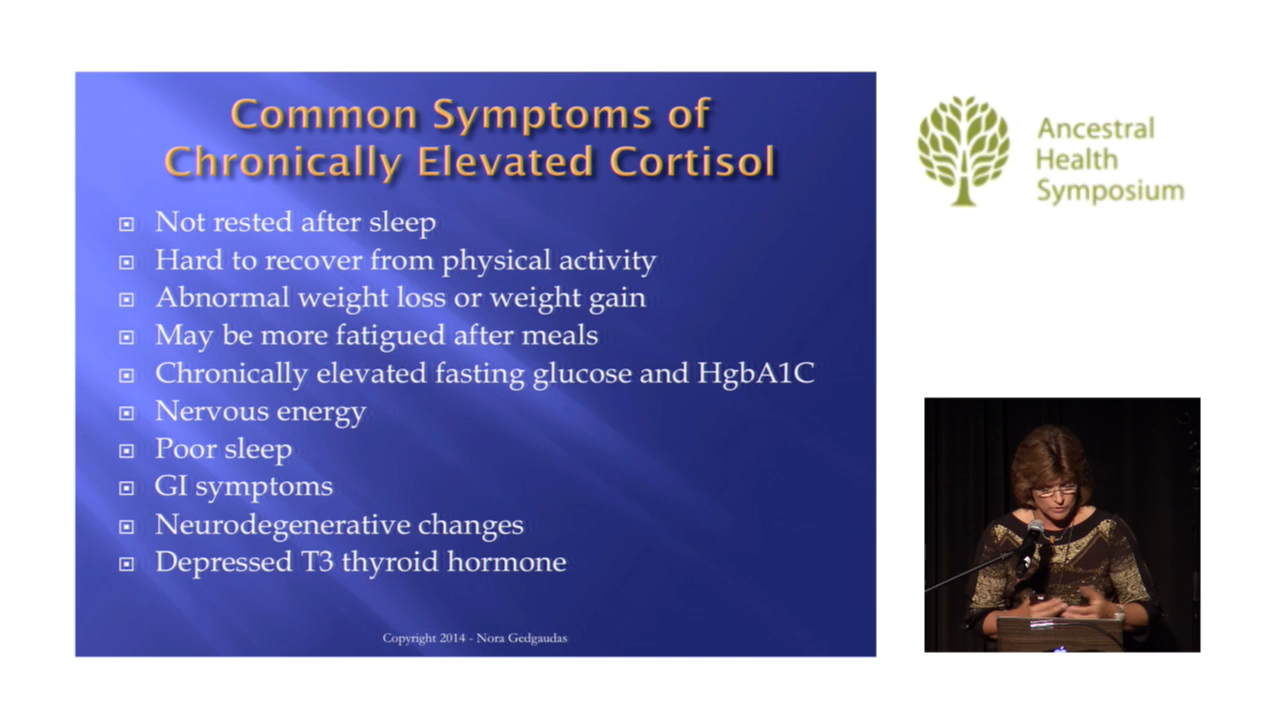 Common Symptoms of
Chronically Elevated Cortisol
Not rested after sleep
Hard to recover from physical activity
Abnormal weight loss or weight gain
May be more fatigued after meals
Chronically elevated fasting glucose and HgbA1C
Nervous energy
Poor sleep
GI symptoms
Neurodegenerative changes
Depressed T3 thyroid hormone
Copyright 2014 - Nora Gedgaudas
Ancestral
Health
Symposium